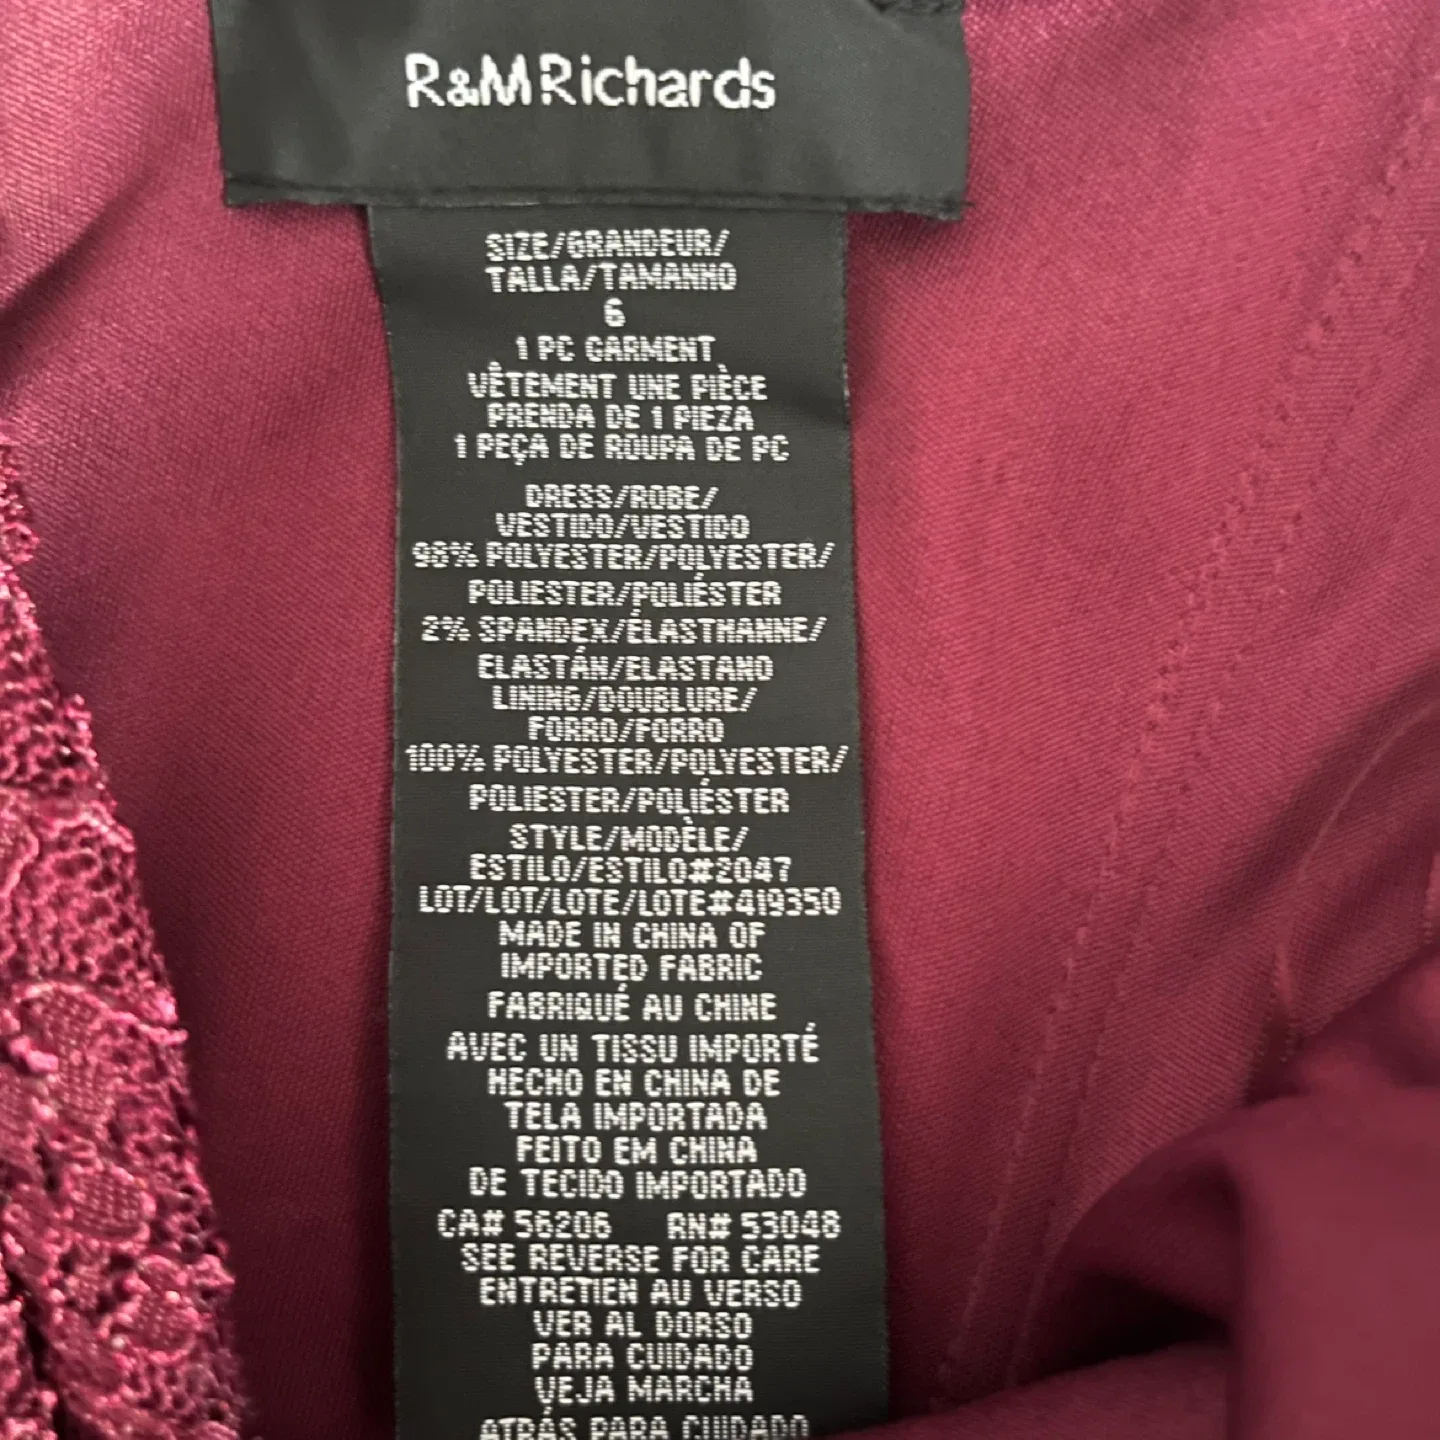 R&M Richards
SIZE/GRANDEUR/
TALLA/TAMANHO
6
1 PC GARMENT
VÊTEMENT UNE PIÈCE
PRENDA DE 1 PIEZA
1 PEÇA DE ROUPA DE PC
DRESS/ROBE/
VESTIDO/VESTIDO
98% POLYESTER/POLYESTER/
POLIESTER/POLIÉSTER
2% SPANDEX/ÉLASTHANNE/
ELASTÁN/ELASTANO
LINING/DOUBLURE/
FORRO/FORRO
100% POLYESTER/POLYESTER/
POLIESTER/POLIÉSTER
STYLE/MODÈLE/
ESTILO/ESTILO#2047
LOT/LOT/LOTE/LOTE#419350
MADE IN CHINA OF
IMPORTED FABRIC
FABRIQUÉ AU CHINE
AVEC UN TISSU IMPORTÉ
HECHO EN CHINA DE
TELA IMPORTADA
FEITO EM CHINA
DE TECIDO IMPORTADO
CA# 56206 RN# 53048
SEE REVERSE FOR CARE
ENTRETIEN AU VERSO
VER AL DORSO
PARA CUIDADO
VEJA MARCHA
ATRÁS PARA CUIDADO